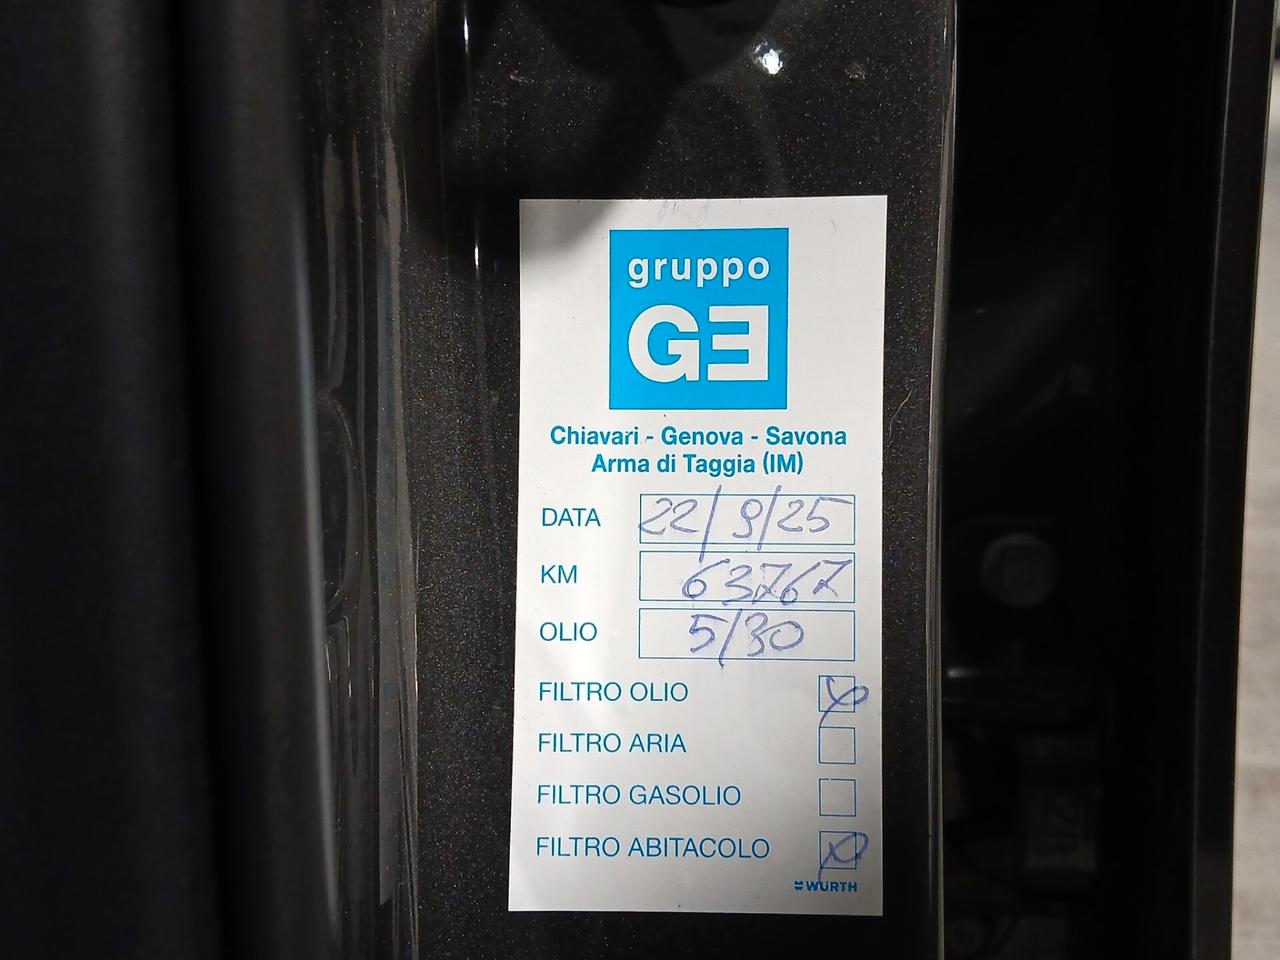 gruppo
GE
Chiavari - Genova - Savona
Arma di Taggia (IM)
DATA 22/9/25
KM 63767
OLIO 5/30
FILTRO OLIO
FILTRO ARIA
FILTRO GASOLIO
FILTRO ABITACOLO
WÜRTH